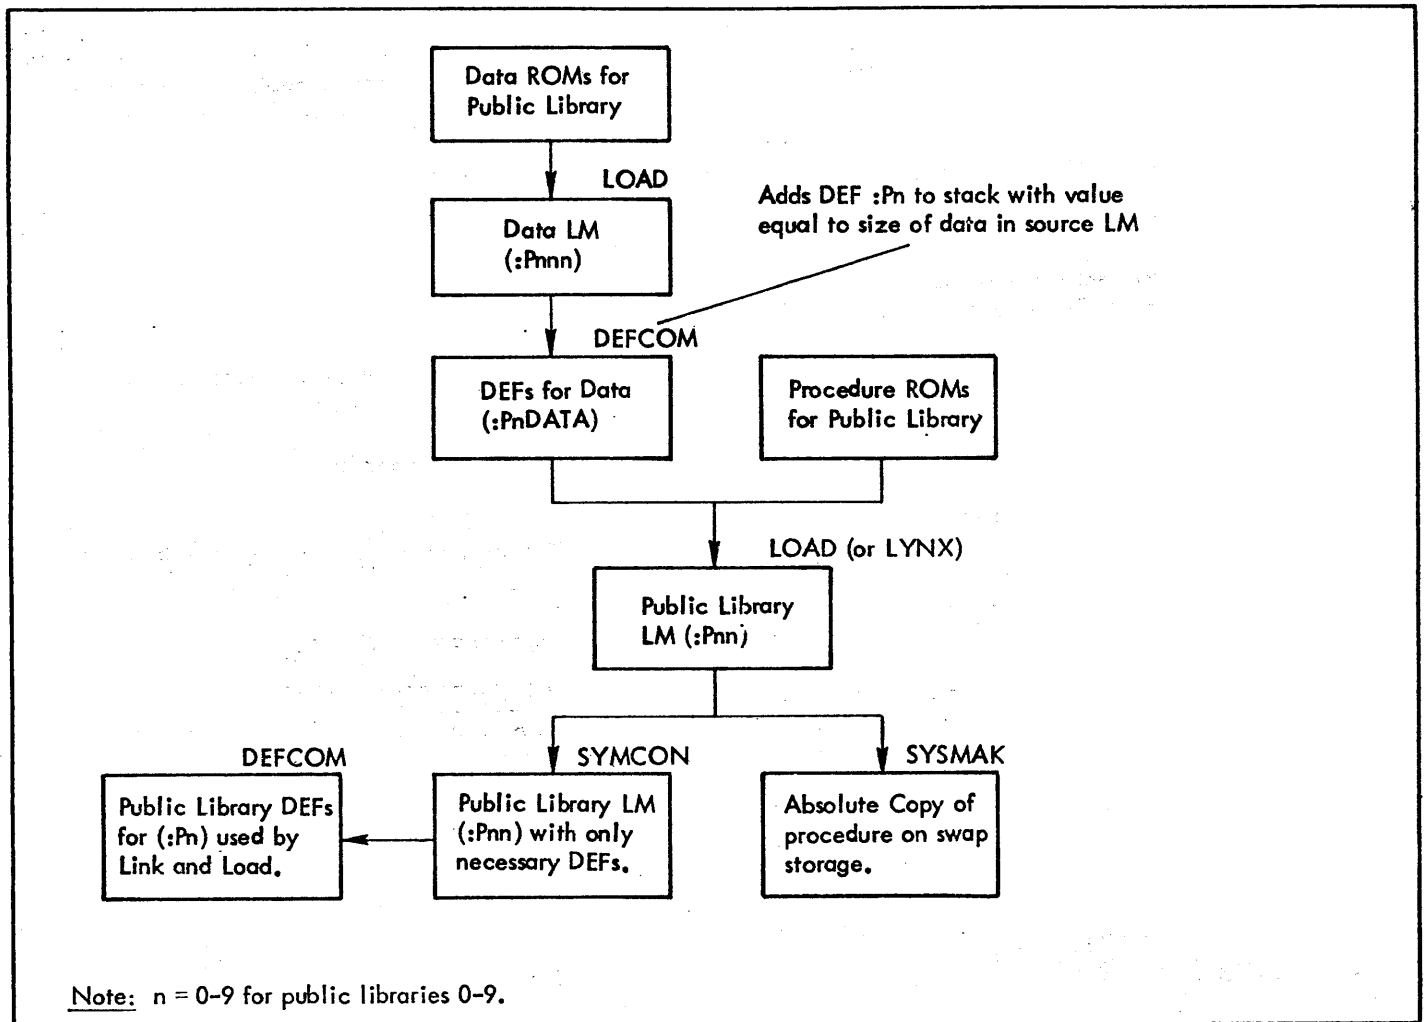 Data ROMs for
Public Library
LOAD
Data LM
(:Pnnn)
Adds DEF :Pn to stack with value
equal to size of data in source LM
DEFCOM
DEFs for Data
(:PnDATA)
Procedure ROMs
for Public Library
LOAD (or LYNX)
Public Library
LM (:Pnn)
DEFCOM
SYMCON
SYSMAK
Public Library DEFs
for (:Pn) used by
Link and Load.
Public Library LM
(:Pnn) with only
necessary DEFs.
Absolute Copy of
procedure on swap
storage.
Note: n = 0-9 for public libraries 0-9.